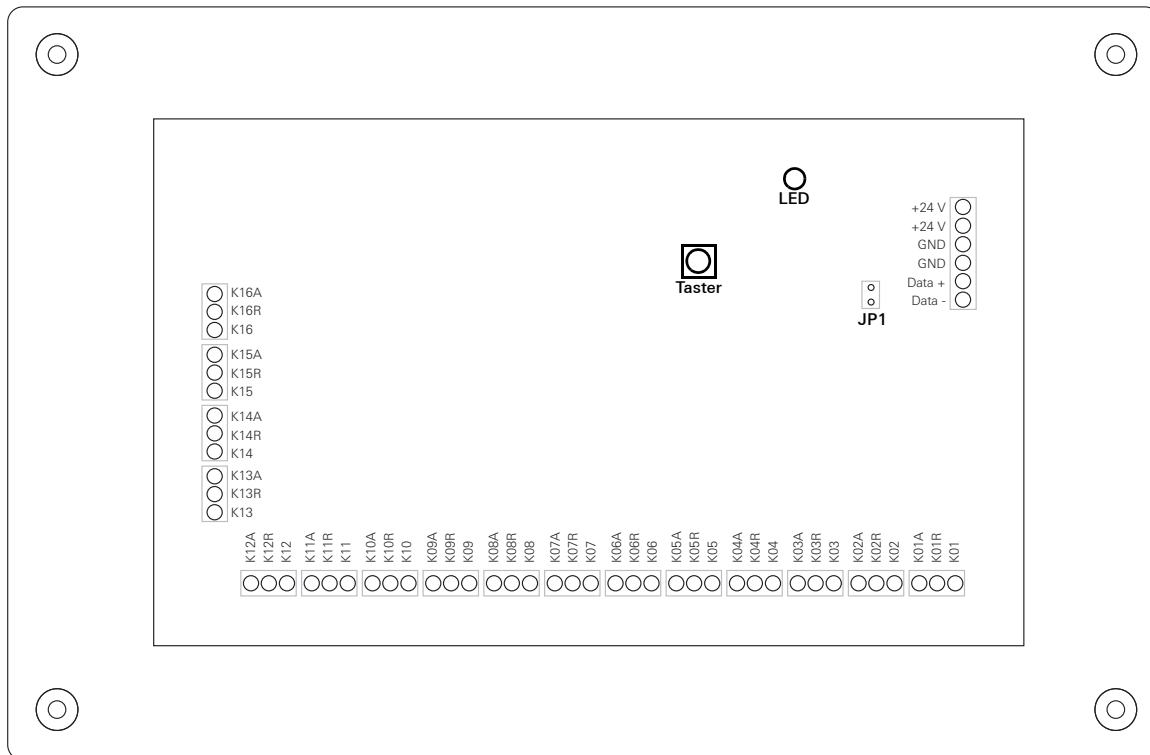 LED
+24 V
+24 V
GND
GND
Data +
Data -
Taster
JP1
K16A
K16R
K16
K15A
K15R
K15
K14A
K14R
K14
K13A
K13R
K13
K12A
K12R
K12
K11A
K11R
K11
K10A
K10R
K10
K09A
K09R
K09
K08A
K08R
K08
K07A
K07R
K07
K06A
K06R
K06
K05A
K05R
K05
K04A
K04R
K04
K03A
K03R
K03
K02A
K02R
K02
K01A
K01R
K01